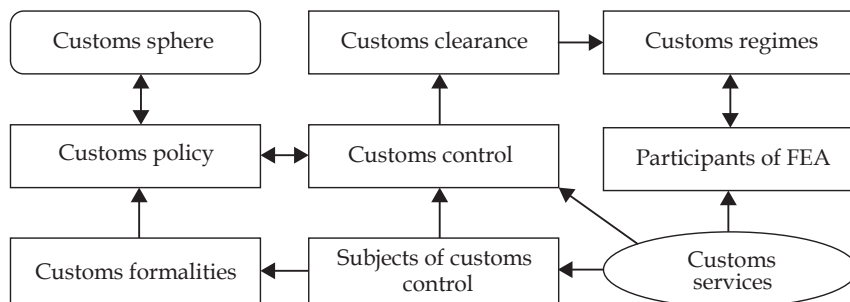 Customs sphere
Customs clearance
Customs regimes
Customs policy
Customs control
Participants of FEA
Customs formalities
Subjects of customs
control
Customs
services